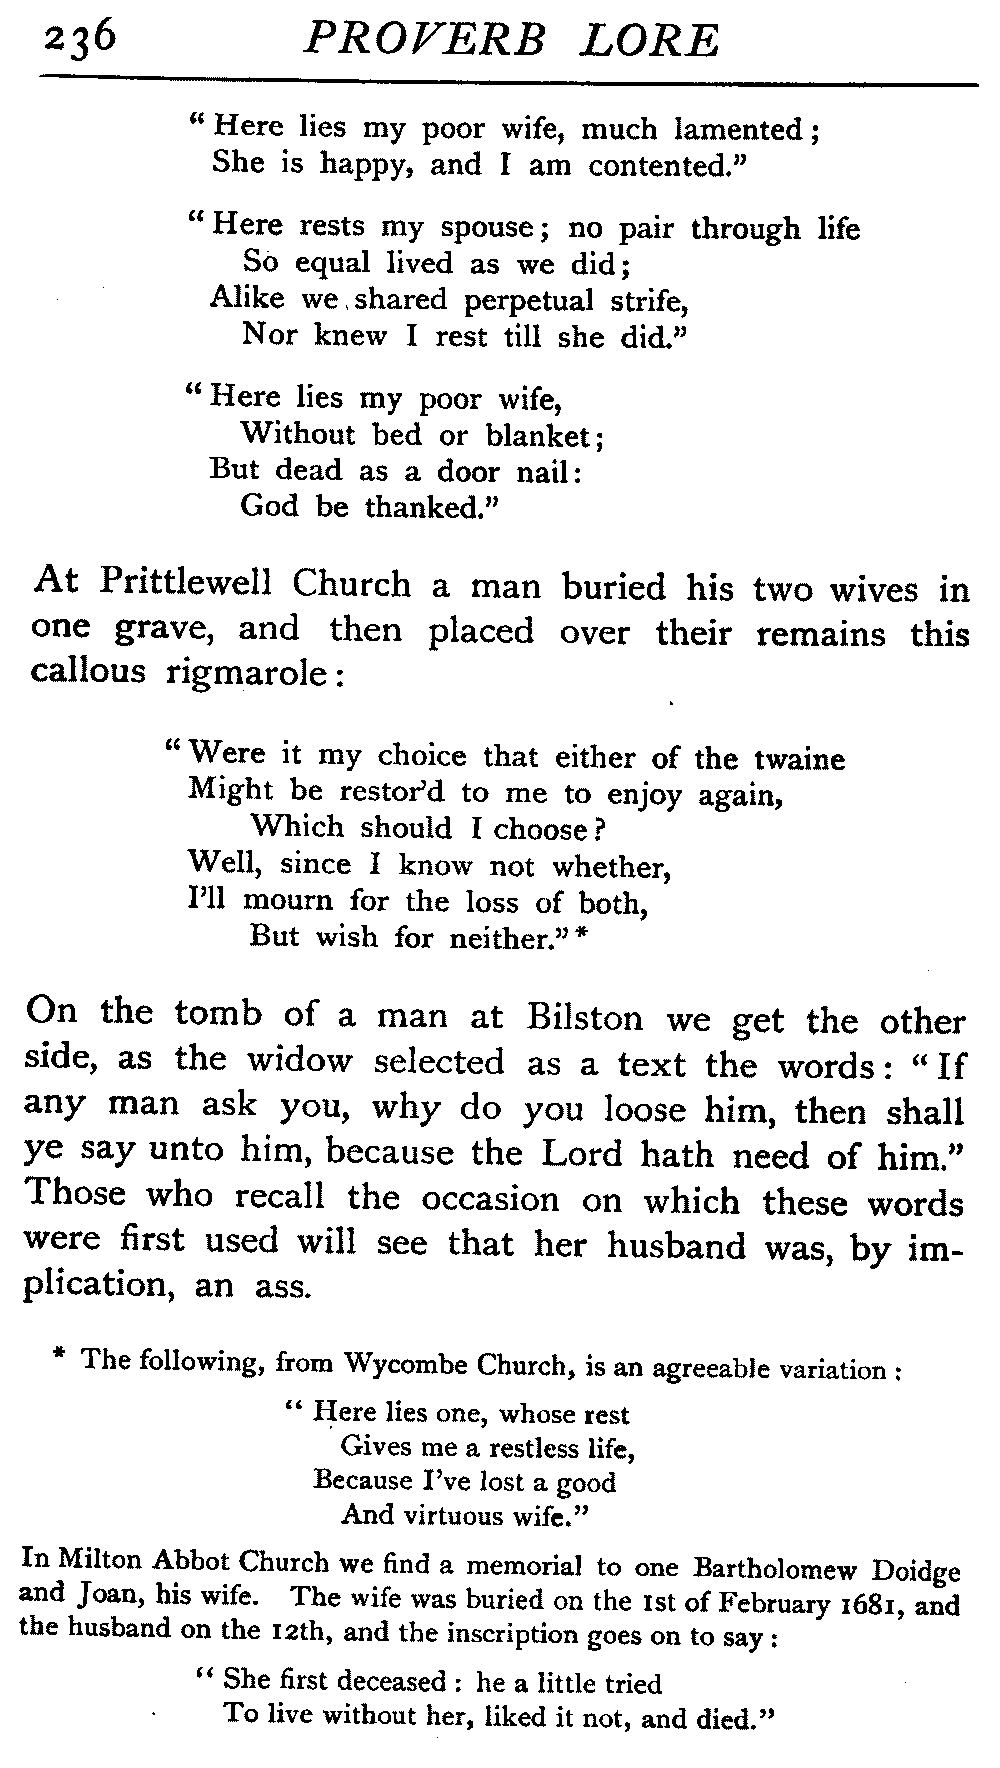 236 PROVERB LORE
“Here lies my poor wife, much lamented;
She is happy, and I am contented.”
“Here rests my spouse; no pair through life
So equal lived as we did;
Alike we shared perpetual strife,
Nor knew I rest till she did.”
“Here lies my poor wife,
Without bed or blanket;
But dead as a door nail:
God be thanked.”
At Prittlewell Church a man buried his two wives in
one grave, and then placed over their remains this
callous rigmarole:
“Were it my choice that either of the twaine
Might be restor’d to me to enjoy again,
Which should I choose?
Well, since I know not whether,
I’ll mourn for the loss of both,
But wish for neither.”*
On the tomb of a man at Bilston we get the other
side, as the widow selected as a text the words: “If
any man ask you, why do you loose him, then shall
ye say unto him, because the Lord hath need of him.”
Those who recall the occasion on which these words
were first used will see that her husband was, by im-
plication, an ass.
* The following, from Wycombe Church, is an agreeable variation:
“Here lies one, whose rest
Gives me a restless life,
Because I’ve lost a good
And virtuous wife.”
In Milton Abbot Church we find a memorial to one Bartholomew Doidge
and Joan, his wife. The wife was buried on the 1st of February 1681, and
the husband on the 12th, and the inscription goes on to say:
“She first deceased: he a little tried
To live without her, liked it not, and died.”